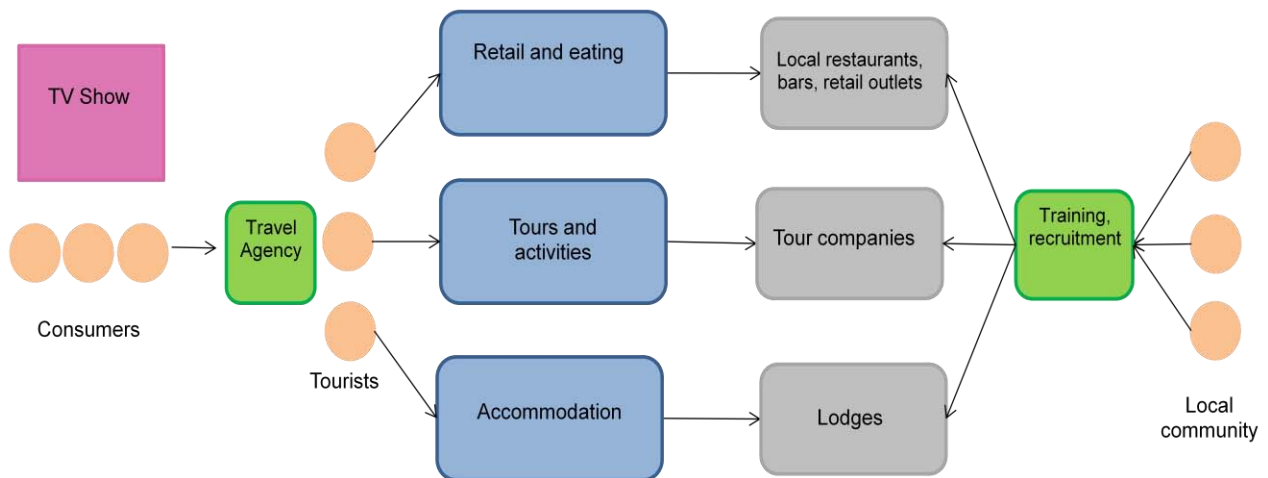 TV Show
Consumers
Travel
Agency
Tourists
Retail and eating
Tours and
activities
Accommodation
Local restaurants,
bars, retail outlets
Tour companies
Lodges
Training,
recruitment
Local
community